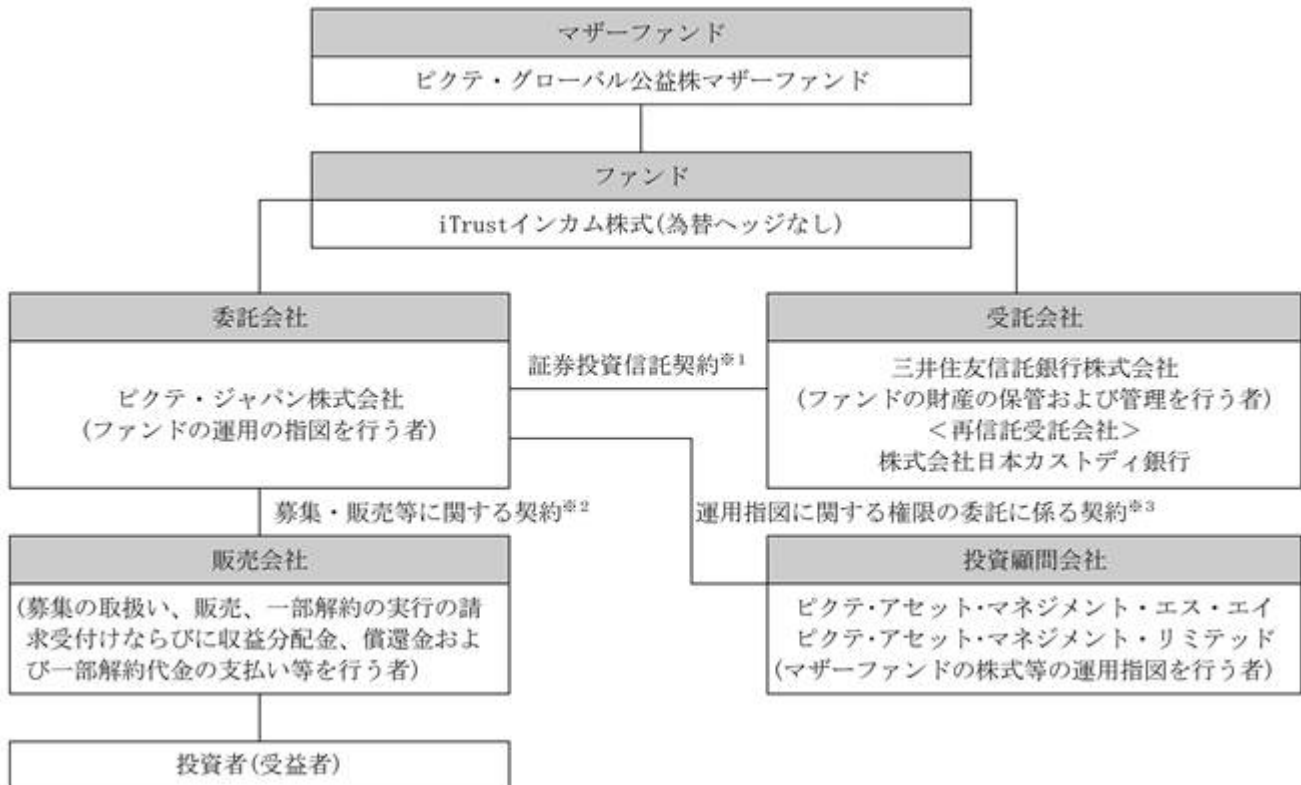 マザーファンド
ピクテ・グローバル公益株マザーファンド
ファンド
iTrustインカム株式(為替ヘッジなし)
委託会社
ピクテ・ジャパン株式会社
(ファンドの運用の指図を行う者)
証券投資信託契約※1
受託会社
三井住友信託銀行株式会社
(ファンドの財産の保管および管理を行う者)
＜再信託受託会社＞
株式会社日本カストディ銀行
募集・販売等に関する契約※2
運用指図に関する権限の委託に係る契約※3
販売会社
(募集の取扱い、販売、一部解約の実行の請
求受付けならびに収益分配金、償還金およ
び一部解約代金の支払い等を行う者)
投資顧問会社
ピクテ・アセット・マネジメント・エス・エイ
ピクテ・アセット・マネジメント・リミテッド
(マザーファンドの株式等の運用指図を行う者)
投資者(受益者)